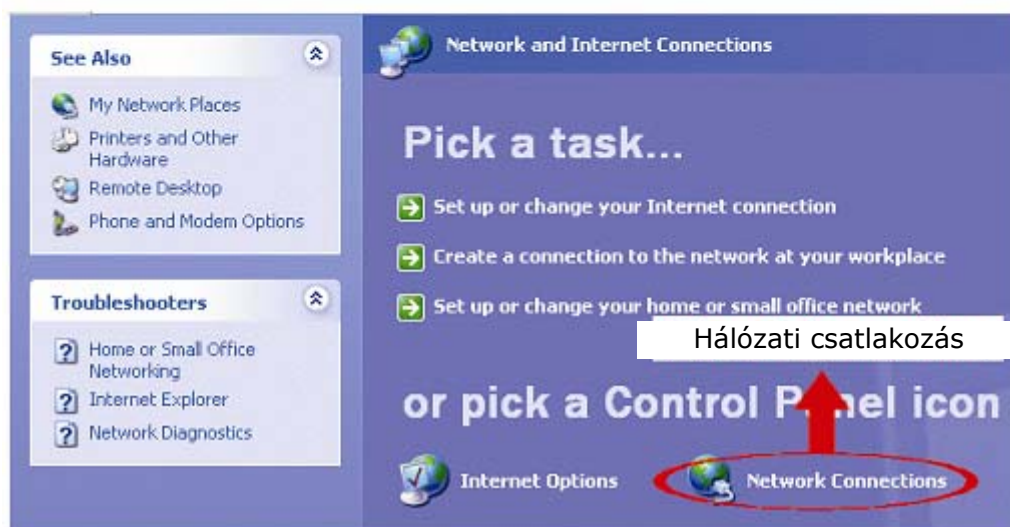 See Also
My Network Places
Printers and Other
Hardware
Remote Desktop
Phone and Modem Options
Troubleshooters
Home or Small Office
Networking
Internet Explorer
Network Diagnostics
Network and Internet Connections
Pick a task...
Set up or change your Internet connection
Create a connection to the network at your workplace
Set up or change your home or small office network
Hálózati csatlakozás
or pick a Control Panel icon
Internet Options
Network Connections